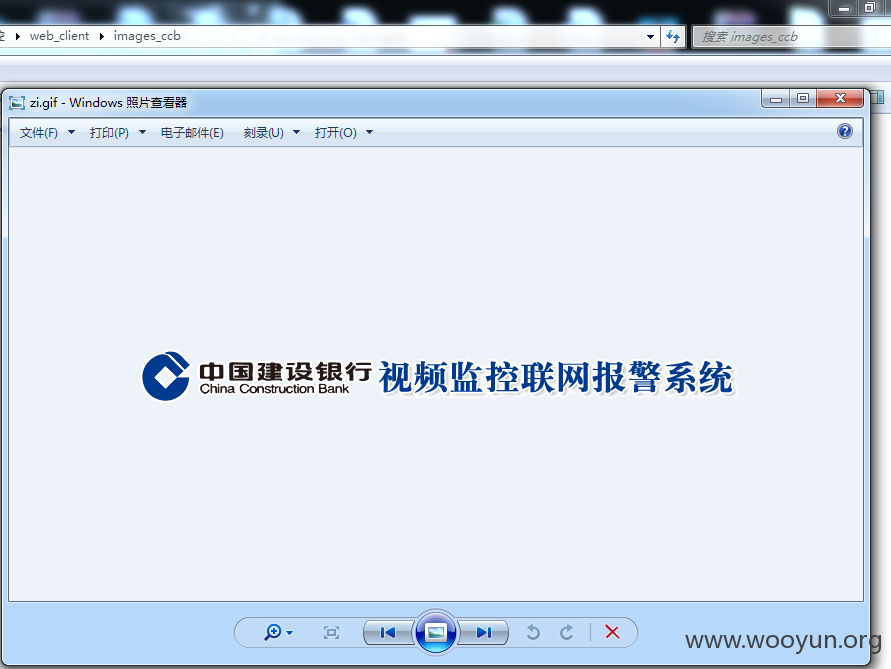 web_client
images_ccb
搜索 images_ccb
zi.gif - Windows 照片查看器
文件(F)
打印(P)
电子邮件(E)
刻录(U)
打开(O)
中国建设银行
China Construction Bank
视频监控联网报警系统
www.wooyun.org